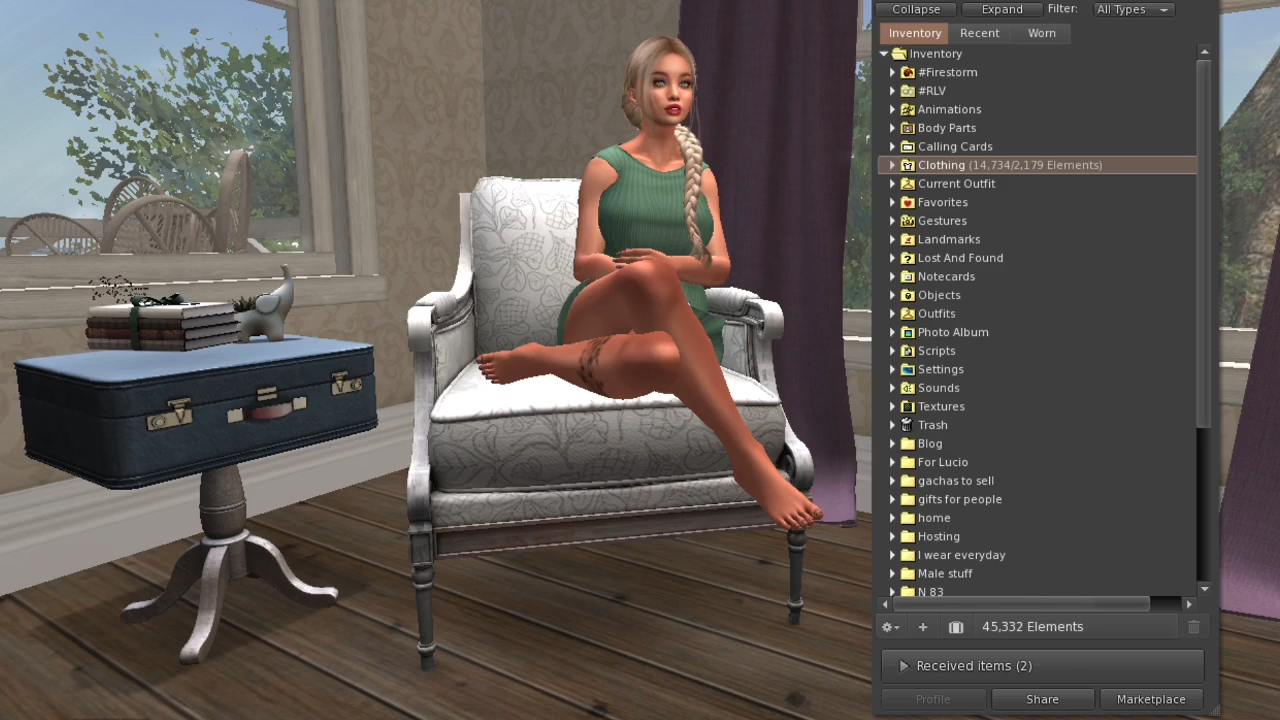 Collapse Expand Filter: All Types
Inventory Recent Worn
Inventory
#Firestorm
#RLV
Animations
Body Parts
Calling Cards
Clothing (14,734/2,179 Elements)
Current Outfit
Favorites
Gestures
Landmarks
Lost And Found
Notecards
Objects
Outfits
Photo Album
Scripts
Settings
Sounds
Textures
Trash
Blog
For Lucio
gachas to sell
gifts for people
home
Hosting
I wear everyday
Male stuff
N 83
45,332 Elements
Received items (2)
Profile Share Marketplace